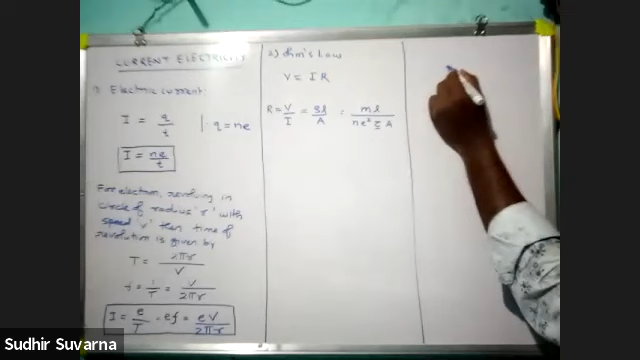 CURRENT ELECTRICITY
1) Electric current
I = q/t | ∴ q = ne
I = ne/t
For electron, revolving in
circle of radius 'r' with
speed 'v' then time of
revolution is given by
T = 2πr/V
f = 1/T = V/2πr
I = e/T = ef = eV/2πr
2) Ohm's Law
V = IR
R = V/I = ρl/A = ml/ne²τA
Sudhir Suvarna